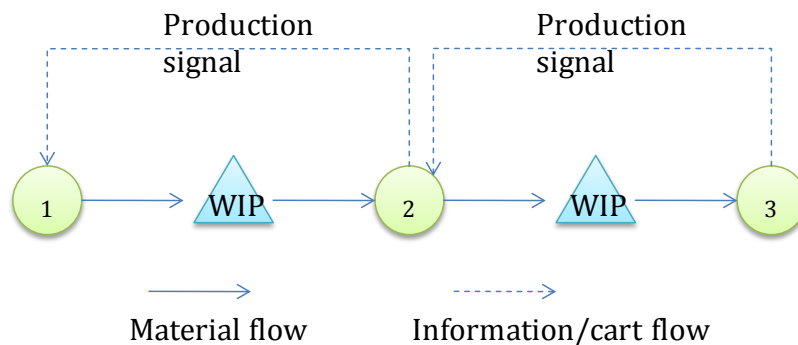 Production
signal
Production
signal
1
WIP
2
WIP
3
Material flow
Information/cart flow